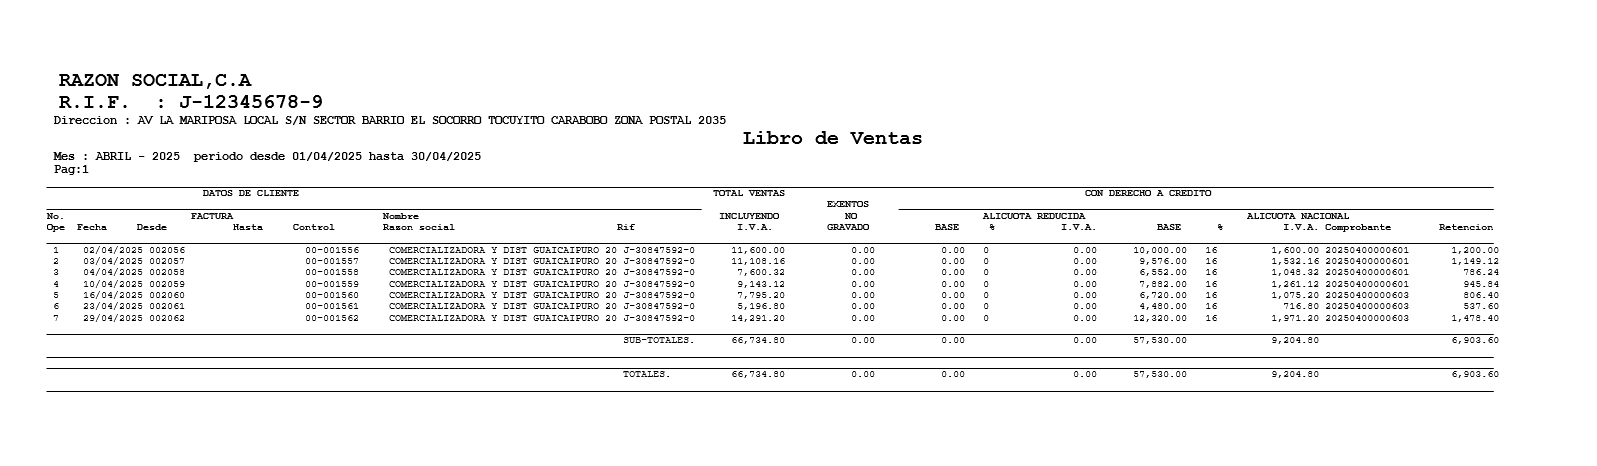 RAZON SOCIAL,C.A
R.I.F.  : J-12345678-9
Direccion : AV LA MARIPOSA LOCAL S/N SECTOR BARRIO EL SOCORRO TOCUYITO CARABOBO ZONA POSTAL 2035
Libro de Ventas
Mes : ABRIL - 2025  periodo desde 01/04/2025 hasta 30/04/2025
Pag:1
DATOS DE CLIENTE TOTAL VENTAS CON DERECHO A CREDITO
EXENTOS
No. FACTURA Nombre INCLUYENDO NO ALICUOTA REDUCIDA ALICUOTA NACIONAL
Ope Fecha Desde Hasta Control Razon social Rif I.V.A. GRAVADO BASE % I.V.A. BASE % I.V.A. Comprobante Retencion
1 02/04/2025 002056 00-001556 COMERCIALIZADORA Y DIST GUAICAIPURO 20 J-30847592-0 11,600.00 0.00 0.00 0 0.00 10,000.00 16 1,600.00 20250400000601 1,200.00
2 03/04/2025 002057 00-001557 COMERCIALIZADORA Y DIST GUAICAIPURO 20 J-30847592-0 11,108.16 0.00 0.00 0 0.00 9,576.00 16 1,532.16 20250400000601 1,149.12
3 04/04/2025 002058 00-001558 COMERCIALIZADORA Y DIST GUAICAIPURO 20 J-30847592-0 7,600.32 0.00 0.00 0 0.00 6,552.00 16 1,048.32 20250400000601 786.24
4 10/04/2025 002059 00-001559 COMERCIALIZADORA Y DIST GUAICAIPURO 20 J-30847592-0 9,143.12 0.00 0.00 0 0.00 7,882.00 16 1,261.12 20250400000601 945.84
5 16/04/2025 002060 00-001560 COMERCIALIZADORA Y DIST GUAICAIPURO 20 J-30847592-0 7,795.20 0.00 0.00 0 0.00 6,720.00 16 1,075.20 20250400000603 806.40
6 23/04/2025 002061 00-001561 COMERCIALIZADORA Y DIST GUAICAIPURO 20 J-30847592-0 5,196.80 0.00 0.00 0 0.00 4,480.00 16 716.80 20250400000603 537.60
7 29/04/2025 002062 00-001562 COMERCIALIZADORA Y DIST GUAICAIPURO 20 J-30847592-0 14,291.20 0.00 0.00 0 0.00 12,320.00 16 1,971.20 20250400000603 1,478.40
SUB-TOTALES. 66,734.80 0.00 0.00 0.00 57,530.00 9,204.80 6,903.60
TOTALES. 66,734.80 0.00 0.00 0.00 57,530.00 9,204.80 6,903.60